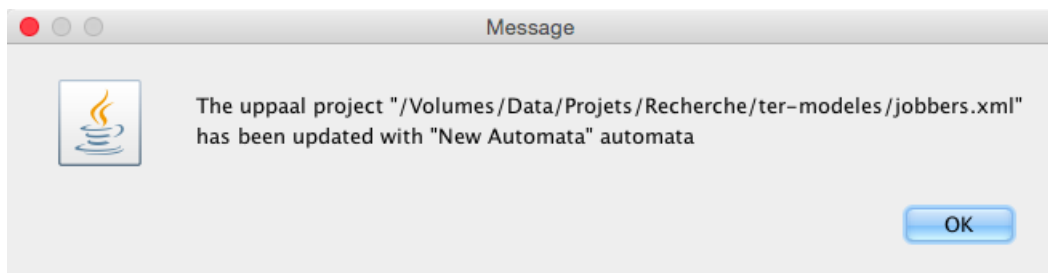 Message
The uppaal project "/Volumes/Data/Projets/Recherche/ter-modeles/jobbers.xml"
has been updated with "New Automata" automata
OK